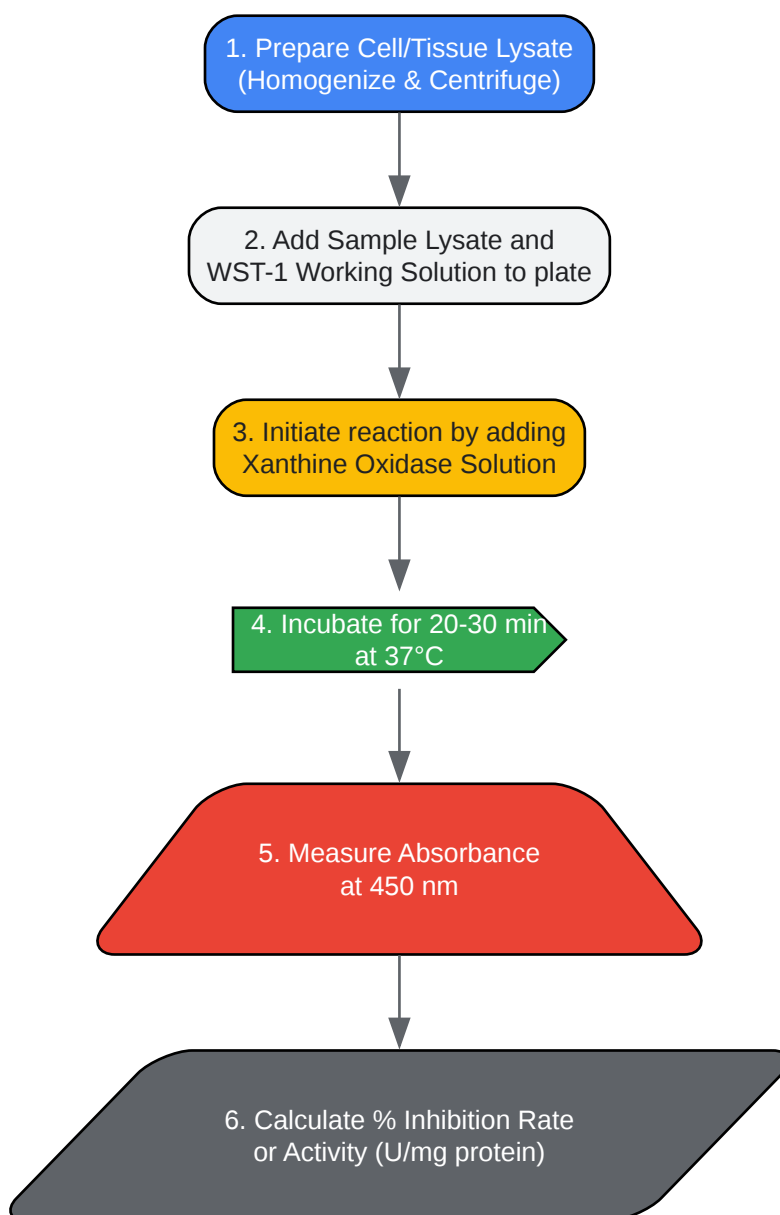 1. Prepare Cell/Tissue Lysate
(Homogenize & Centrifuge)
2. Add Sample Lysate and
WST-1 Working Solution to plate
3. Initiate reaction by adding
Xanthine Oxidase Solution
4. Incubate for 20-30 min
at 37°C
5. Measure Absorbance
at 450 nm
6. Calculate % Inhibition Rate
or Activity (U/mg protein)